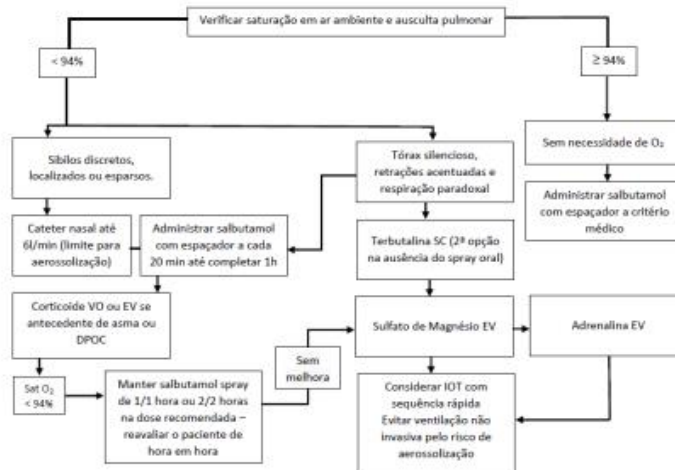 Verificar saturação em ar ambiente e ausculta pulmonar
< 94%
≥ 94%
Sibilos discretos,
localizados ou esparsos.
Tórax silencioso,
retrações acentuadas e
respiração paradoxal
Sem necessidade de O₂
Administrar salbutamol
com espaçador a critério
médico
Cateter nasal até
6l/min (limite para
aerossolização)
Administrar salbutamol
com espaçador a cada
20 min até completar 1h
Terbutalina SC (2ª opção
na ausência do spray oral)
Corticoide VO ou EV se
antecedente de asma ou
DPOC
Sulfato de Magnésio EV
Adrenalina EV
Sem
melhora
Sat O₂
< 94%
Manter salbutamol spray
de 1/1 hora ou 2/2 horas
na dose recomendada –
reavaliar o paciente de
hora em hora
Considerar IOT com
sequência rápida
Evitar ventilação não
invasiva pelo risco de
aerossolização